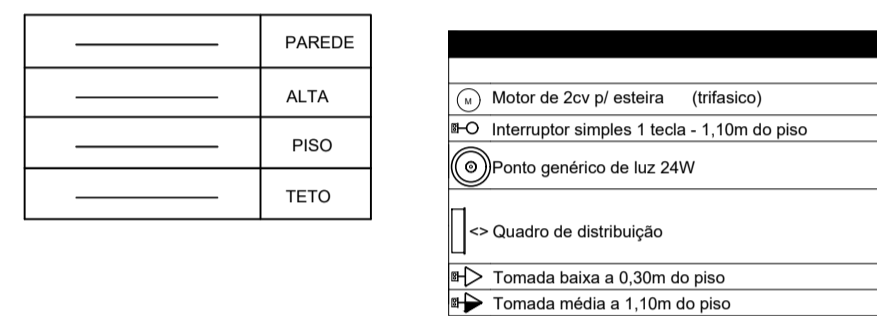 PAREDE
ALTA
PISO
TETO
M Motor de 2cv p/ esteira (trifasico)
Interruptor simples 1 tecla - 1,10m do piso
Ponto genérico de luz 24W
<> Quadro de distribuição
Tomada baixa a 0,30m do piso
Tomada média a 1,10m do piso